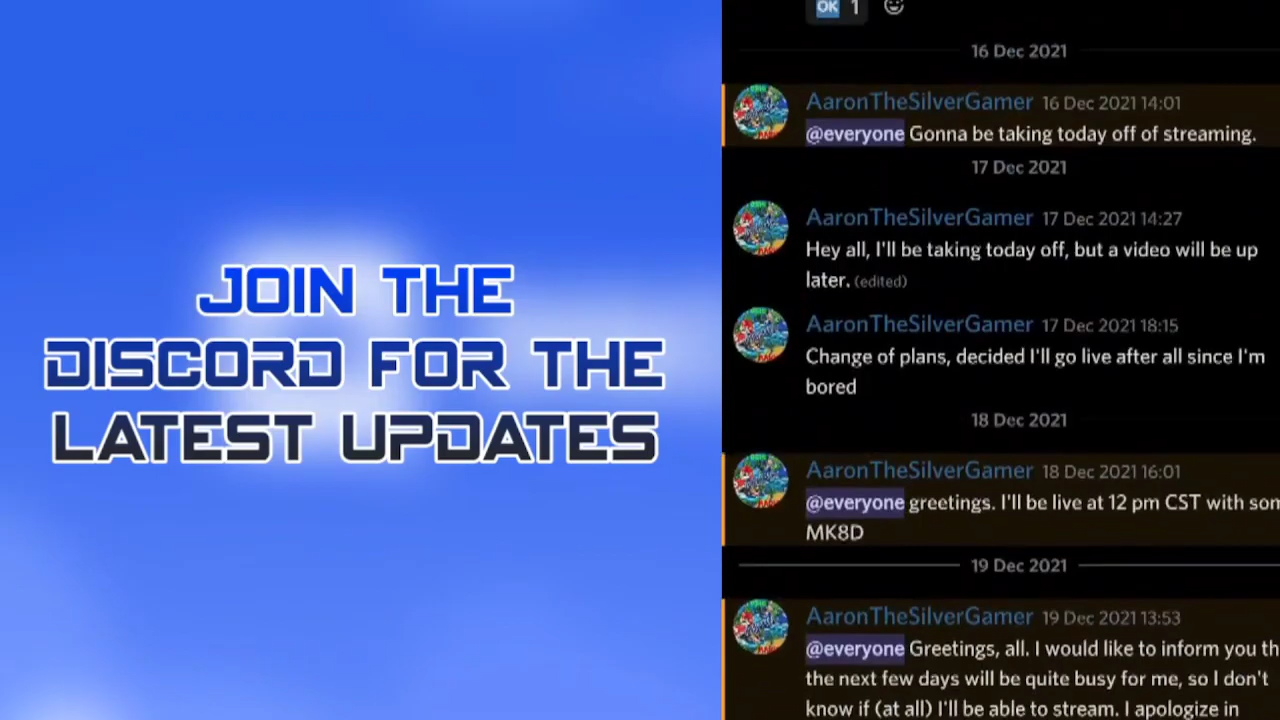 JOIN THE
DISCORD FOR THE
LATEST UPDATES
OK 1
16 Dec 2021
AaronTheSilverGamer 16 Dec 2021 14:01
@everyone Gonna be taking today off of streaming.
17 Dec 2021
AaronTheSilverGamer 17 Dec 2021 14:27
Hey all, I'll be taking today off, but a video will be up
later. (edited)
AaronTheSilverGamer 17 Dec 2021 18:15
Change of plans, decided I'll go live after all since I'm
bored
18 Dec 2021
AaronTheSilverGamer 18 Dec 2021 16:01
@everyone greetings. I'll be live at 12 pm CST with
MK8D
19 Dec 2021
AaronTheSilverGamer 19 Dec 2021 13:53
@everyone Greetings, all. I would like to inform you
the next few days will be quite busy for me, so I don't
know if (at all) I'll be able to stream. I apologize in